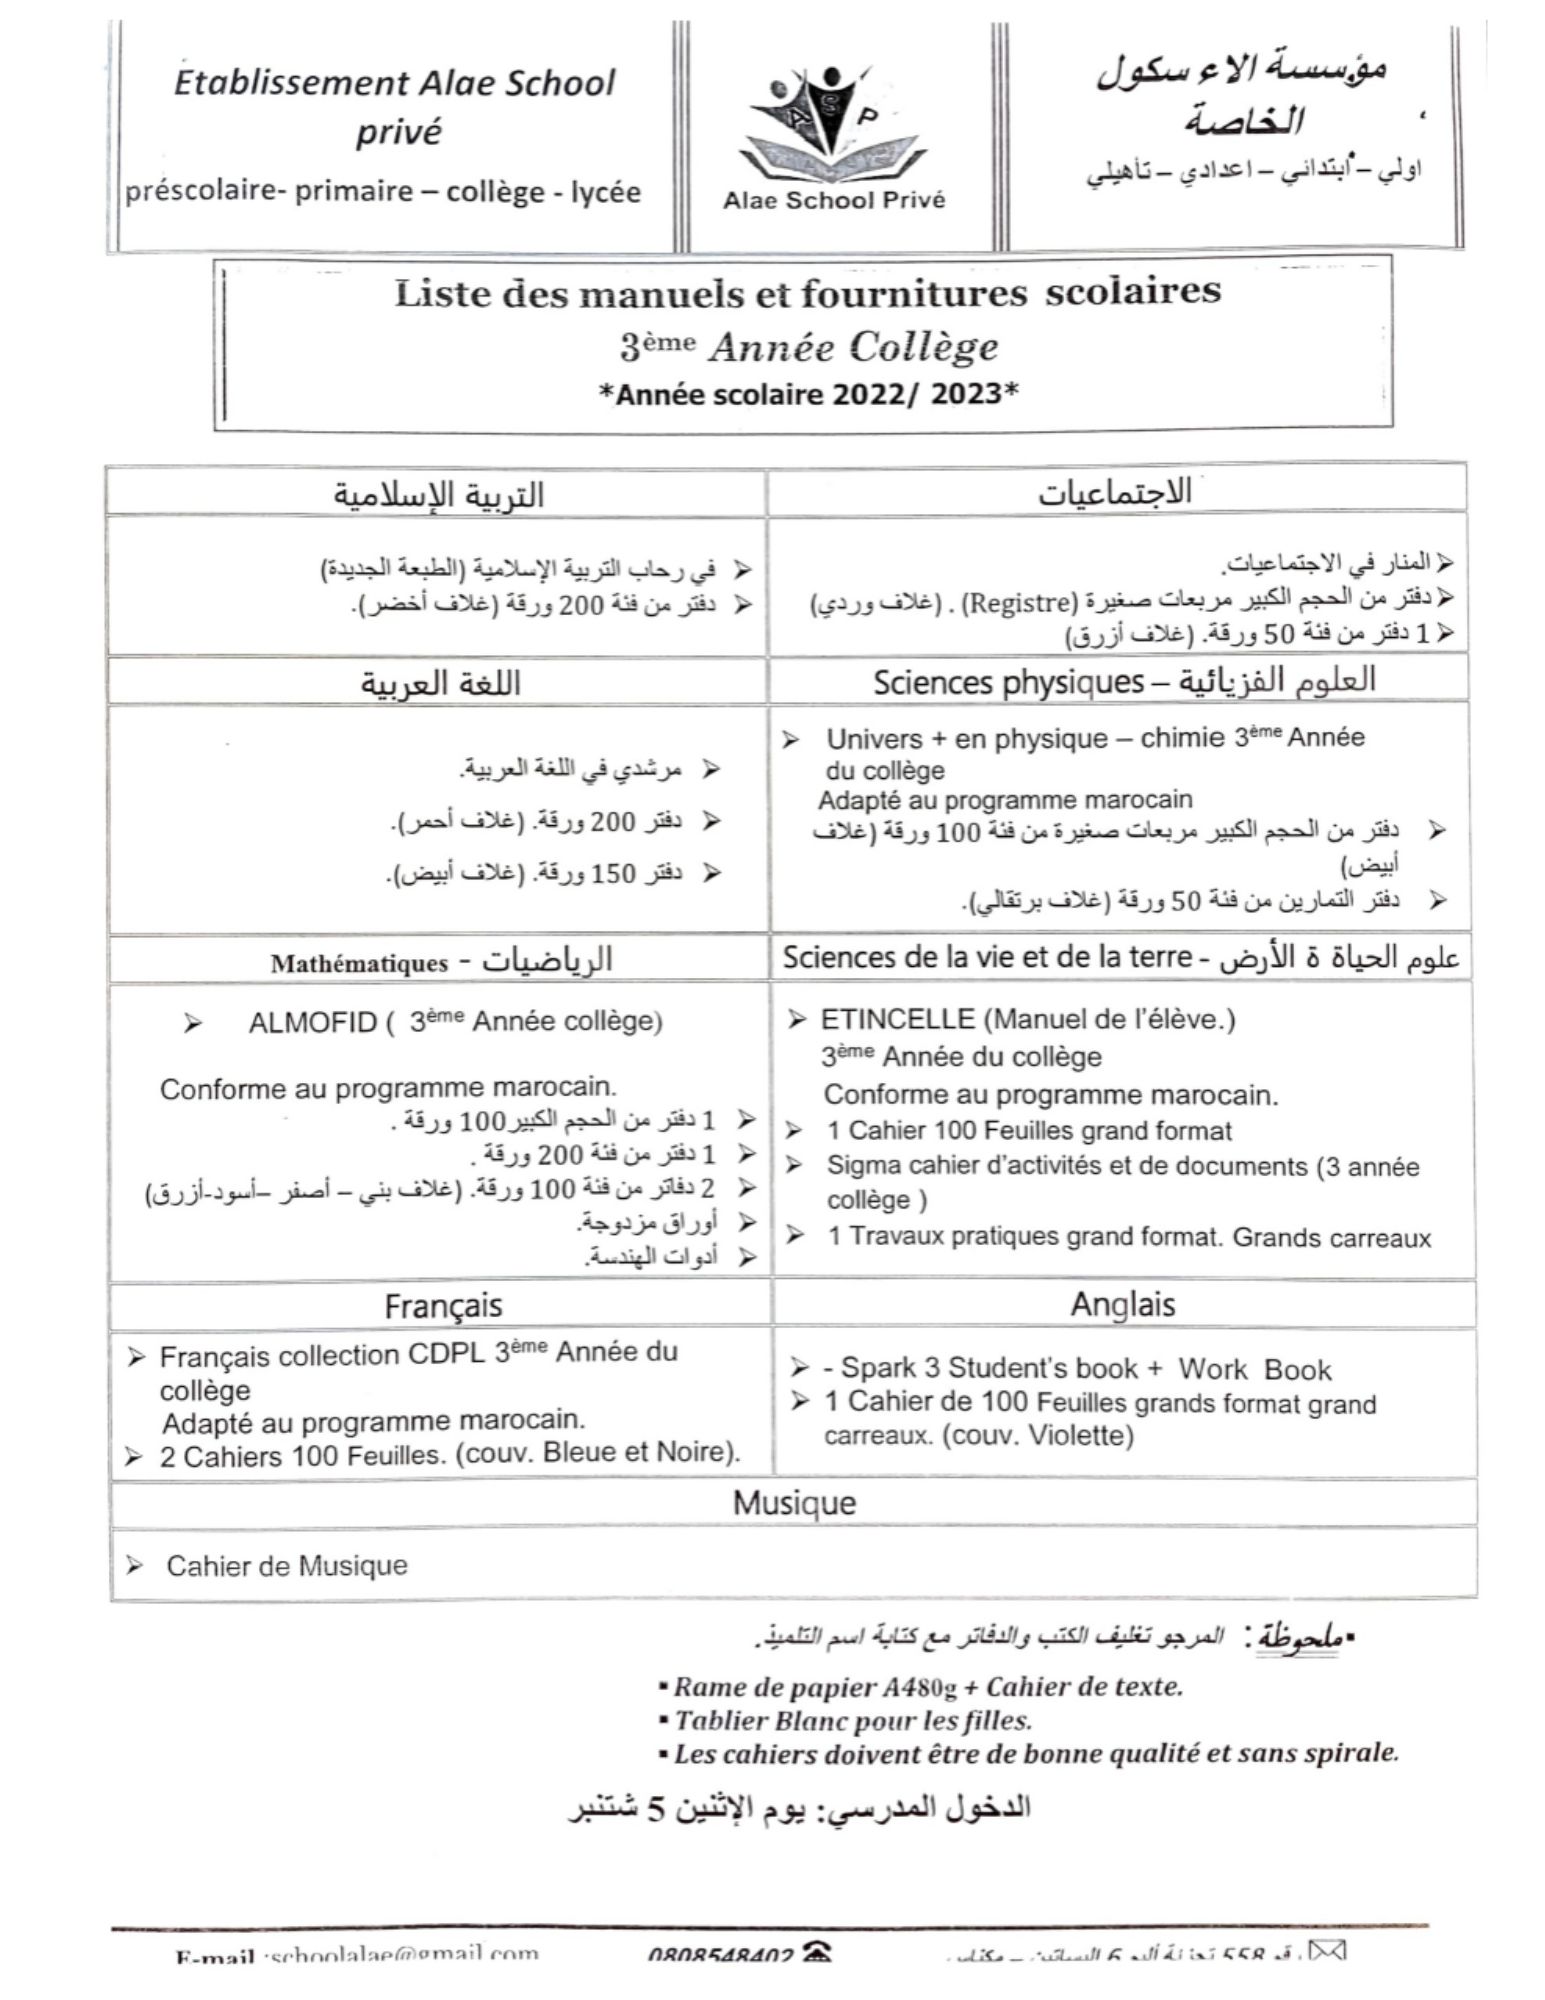 Etablissement Alae School
privé
préscolaire- primaire – collège - lycée
A S P
Alae School Privé
مؤسسة الاء سكول
الخاصة
اولي – ابتدائي – اعدادي – تأهيلي
Liste des manuels et fournitures scolaires
3ème Année Collège
*Année scolaire 2022/ 2023*
التربية الإسلامية
➢ في رحاب التربية الإسلامية (الطبعة الجديدة)
➢ دفتر من فئة 200 ورقة (غلاف أخضر).
الاجتماعيات
➢ المنار في الاجتماعيات.
➢ دفتر من الحجم الكبير مربعات صغيرة (Registre) . (غلاف وردي)
➢ 1 دفتر من فئة 50 ورقة. (غلاف أزرق)
اللغة العربية
➢ مرشدي في اللغة العربية.
➢ دفتر 200 ورقة. (غلاف أحمر).
➢ دفتر 150 ورقة. (غلاف أبيض).
Sciences physiques – العلوم الفزيائية
➢ Univers + en physique – chimie 3ème Année
du collège
Adapté au programme marocain
➢ دفتر من الحجم الكبير مربعات صغيرة من فئة 100 ورقة (غلاف
أبيض)
➢ دفتر التمارين من فئة 50 ورقة (غلاف برتقالي).
Mathématiques - الرياضيات
➢ ALMOFID ( 3ème Année collège)
Conforme au programme marocain.
➢ 1 دفتر من الحجم الكبير100 ورقة .
➢ 1 دفتر من فئة 200 ورقة .
➢ 2 دفاتر من فئة 100 ورقة. (غلاف بني – أصفر –أسود-أزرق)
➢ أوراق مزدوجة.
➢ أدوات الهندسة.
Sciences de la vie et de la terre - علوم الحياة ة الأرض
➢ ETINCELLE (Manuel de l'élève.)
3ème Année du collège
Conforme au programme marocain.
➢ 1 Cahier 100 Feuilles grand format
➢ Sigma cahier d'activités et de documents (3 année
collège )
➢ 1 Travaux pratiques grand format. Grands carreaux
Français
➢ Français collection CDPL 3ème Année du
collège
Adapté au programme marocain.
➢ 2 Cahiers 100 Feuilles. (couv. Bleue et Noire).
Anglais
➢ - Spark 3 Student's book + Work Book
➢ 1 Cahier de 100 Feuilles grands format grand
carreaux. (couv. Violette)
Musique
➢ Cahier de Musique
▪ملحوظة: المرجو تغليف الكتب والدفاتر مع كتابة اسم التلميذ.
▪ Rame de papier A480g + Cahier de texte.
▪ Tablier Blanc pour les filles.
▪ Les cahiers doivent être de bonne qualité et sans spirale.
الدخول المدرسي: يوم الإثنين 5 شتنبر
E-mail :schoolalae@gmail.com
0808548402
558 6 البساتين – مكناس